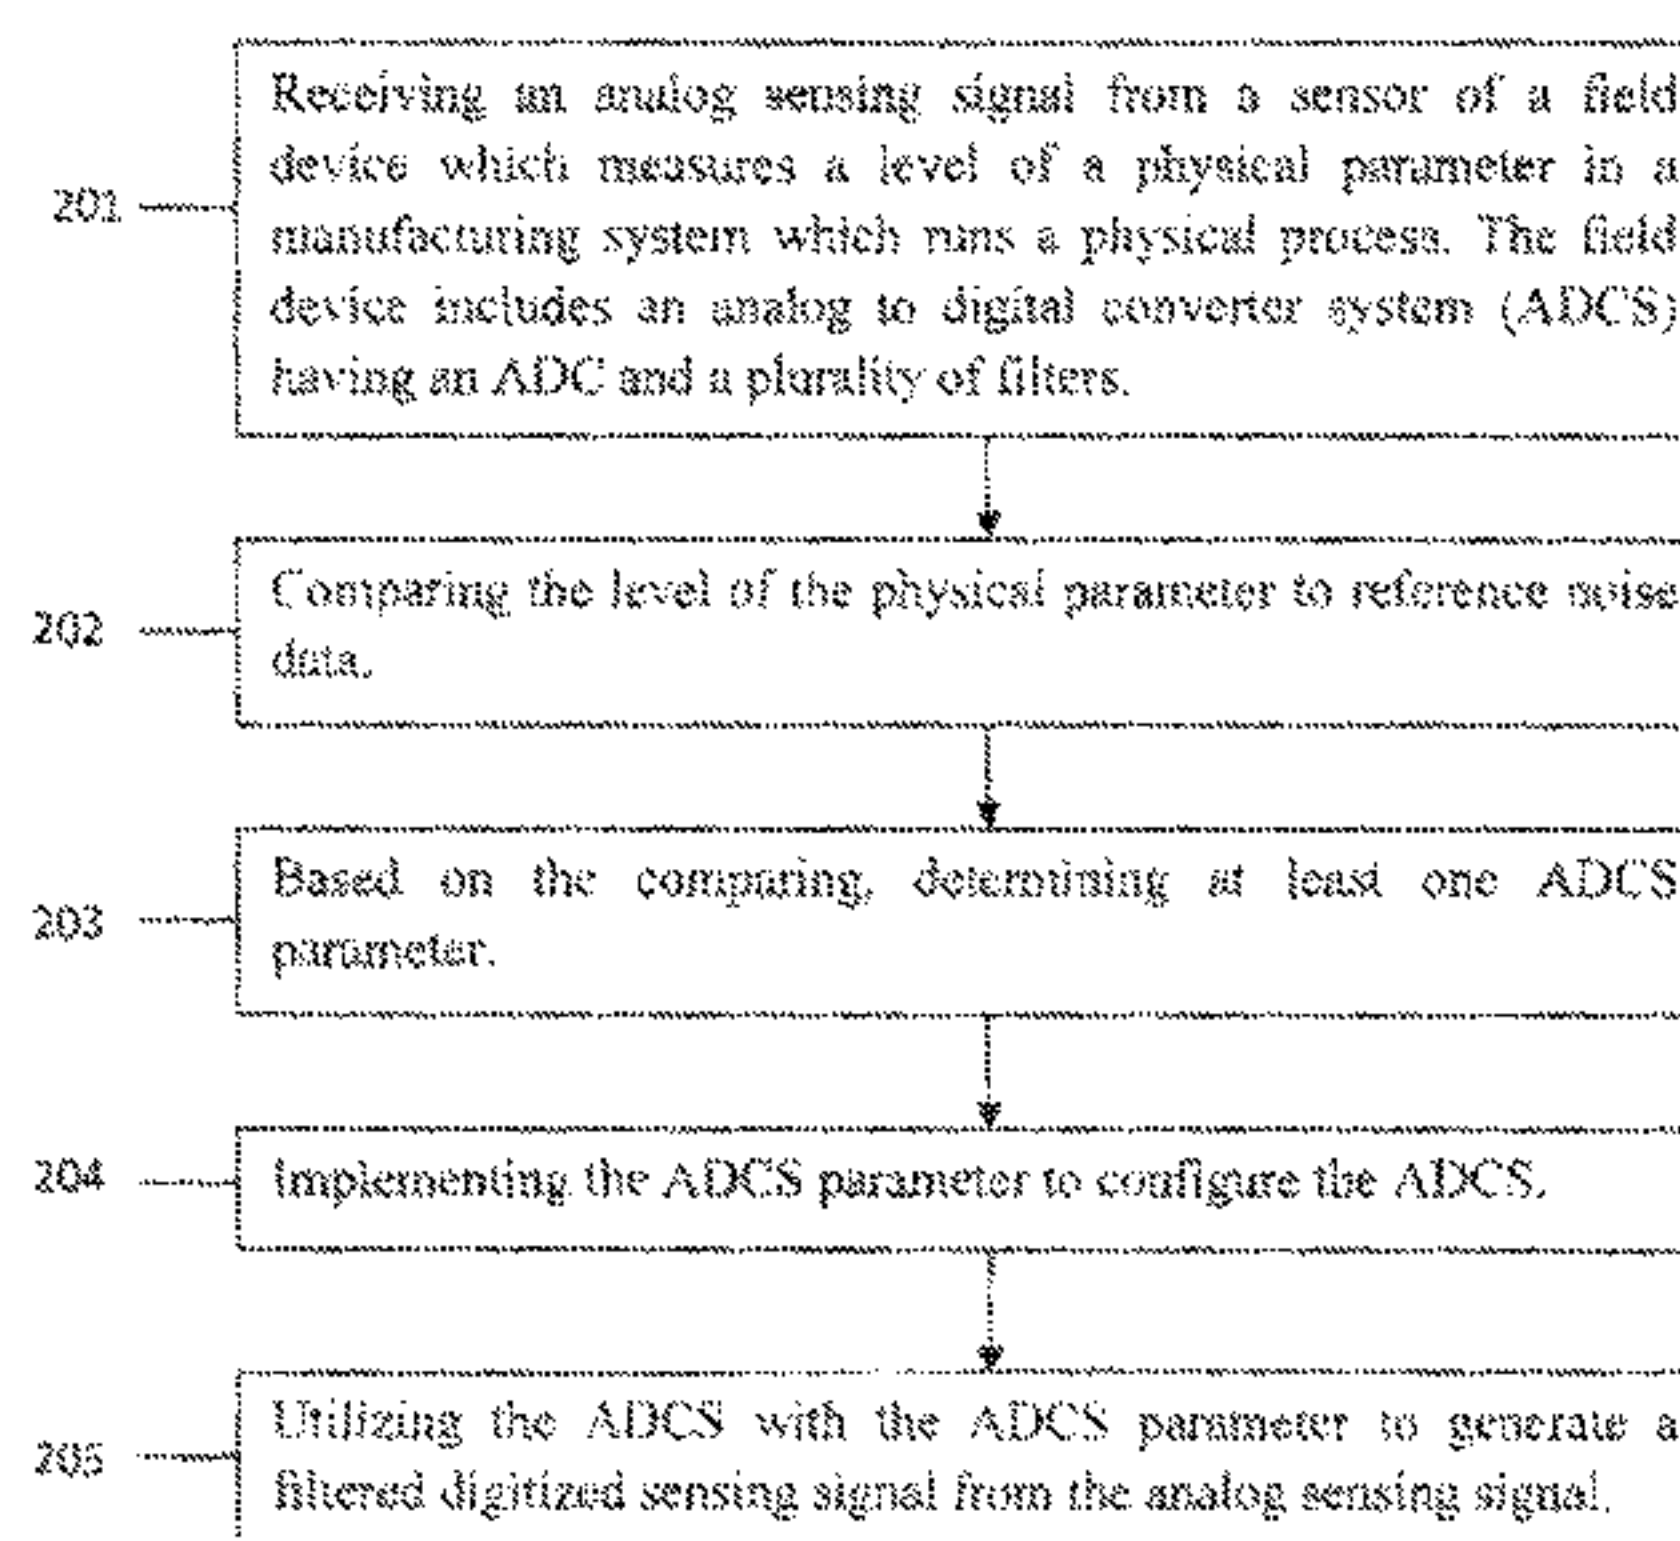 Receiving an analog sensing signal from a sensor of a field
device which measures a level of a physical parameter in a
201
manufacturing system which runs a physical process. The field
device includes an analog to digital converter system (ADCS)
having an ADC and a plurality of filters.
Comparing the level of the physical parameter to reference noise
202
data.
Based on the comparing, determining at least one ADCS
203
parameter.
204
Implementing the ADCS parameter to configure the ADCS.
Utilizing the ADCS with the ADCS parameter to generate a
205
filtered digitized sensing signal from the analog sensing signal.